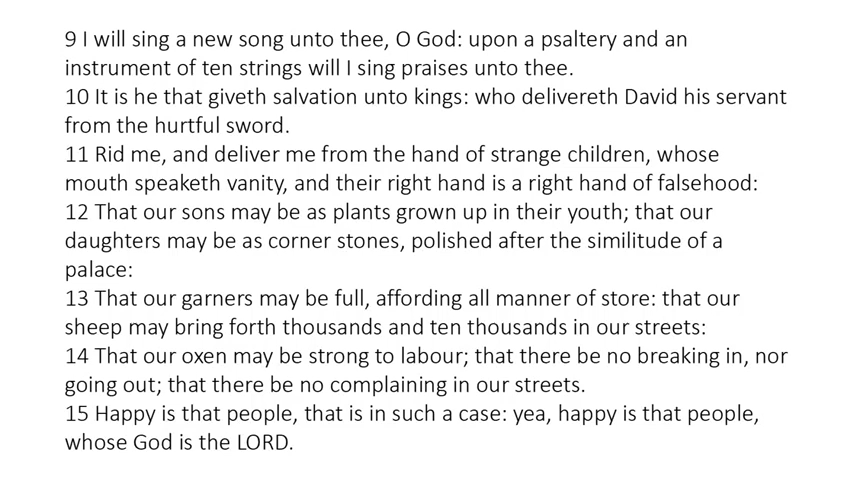 9 I will sing a new song unto thee, O God: upon a psaltery and an
instrument of ten strings will I sing praises unto thee.
10 It is he that giveth salvation unto kings: who delivereth David his servant
from the hurtful sword.
11 Rid me, and deliver me from the hand of strange children, whose
mouth speaketh vanity, and their right hand is a right hand of falsehood:
12 That our sons may be as plants grown up in their youth; that our
daughters may be as corner stones, polished after the similitude of a
palace:
13 That our garners may be full, affording all manner of store: that our
sheep may bring forth thousands and ten thousands in our streets:
14 That our oxen may be strong to labour; that there be no breaking in, nor
going out; that there be no complaining in our streets.
15 Happy is that people, that is in such a case: yea, happy is that people,
whose God is the LORD.